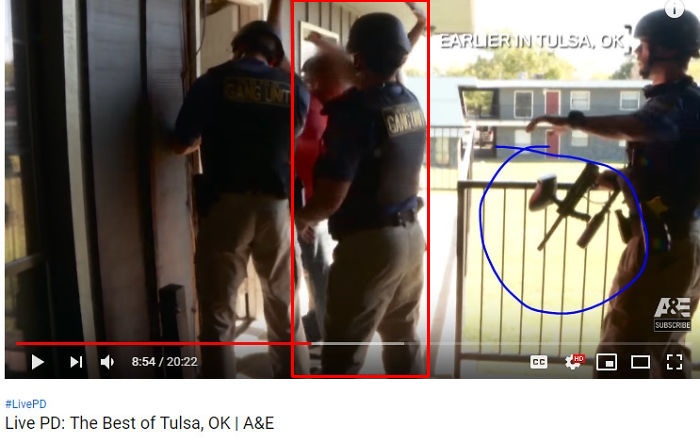 EARLIER IN TULSA, OK
GANG UNIT
GANG UNIT
A&E
SUBSCRIBE
8:54 / 20:22
CC
HD
#LivePD
Live PD: The Best of Tulsa, OK | A&E